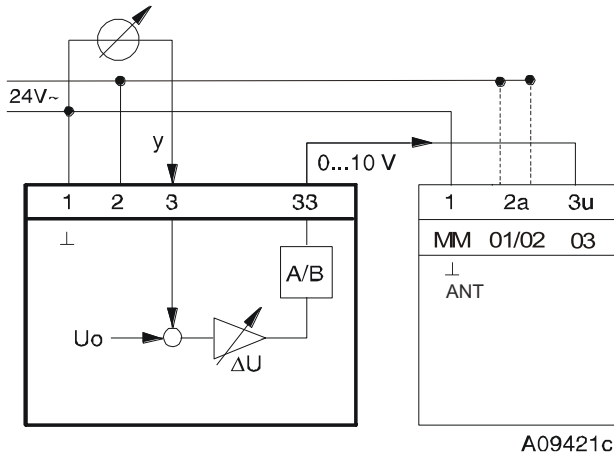 24V~
y
0...10 V
1 2 3 33
1 2a 3u
MM 01/02 03
⊥
⊥
ANT
A/B
Uo
ΔU
A09421c